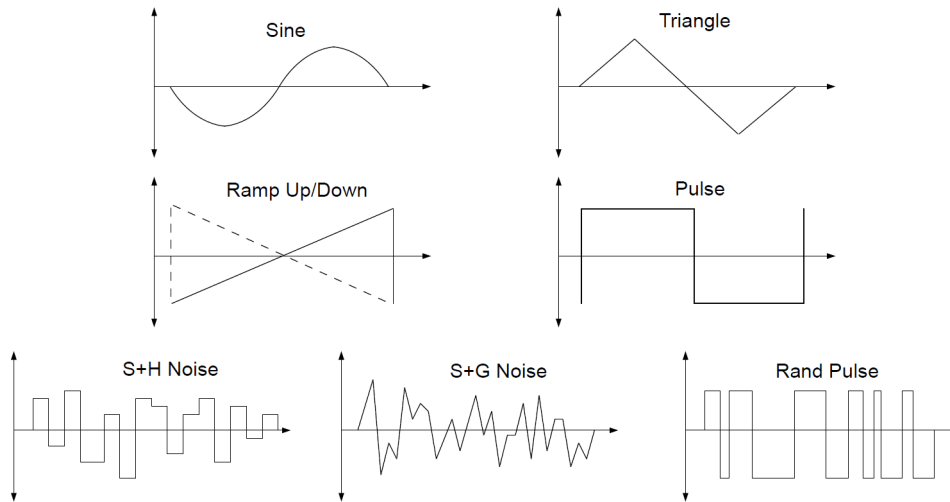 Sine
Triangle
Ramp Up/Down
Pulse
S+H Noise
S+G Noise
Rand Pulse